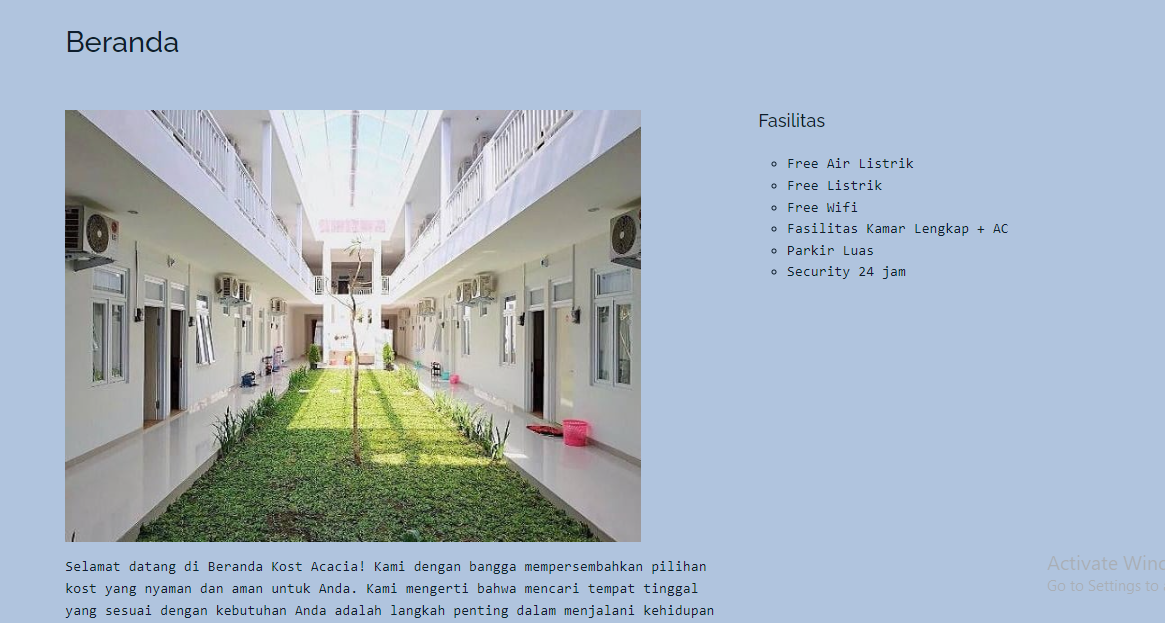 Beranda
Fasilitas
Free Air Listrik
Free Listrik
Free Wifi
Fasilitas Kamar Lengkap + AC
Parkir Luas
Security 24 jam
Selamat datang di Beranda Kost Acacia! Kami dengan bangga mempersembahkan pilihan
kost yang nyaman dan aman untuk Anda. Kami mengerti bahwa mencari tempat tinggal
yang sesuai dengan kebutuhan Anda adalah langkah penting dalam menjalani kehidupan
Activate Wind
Go to Settings to